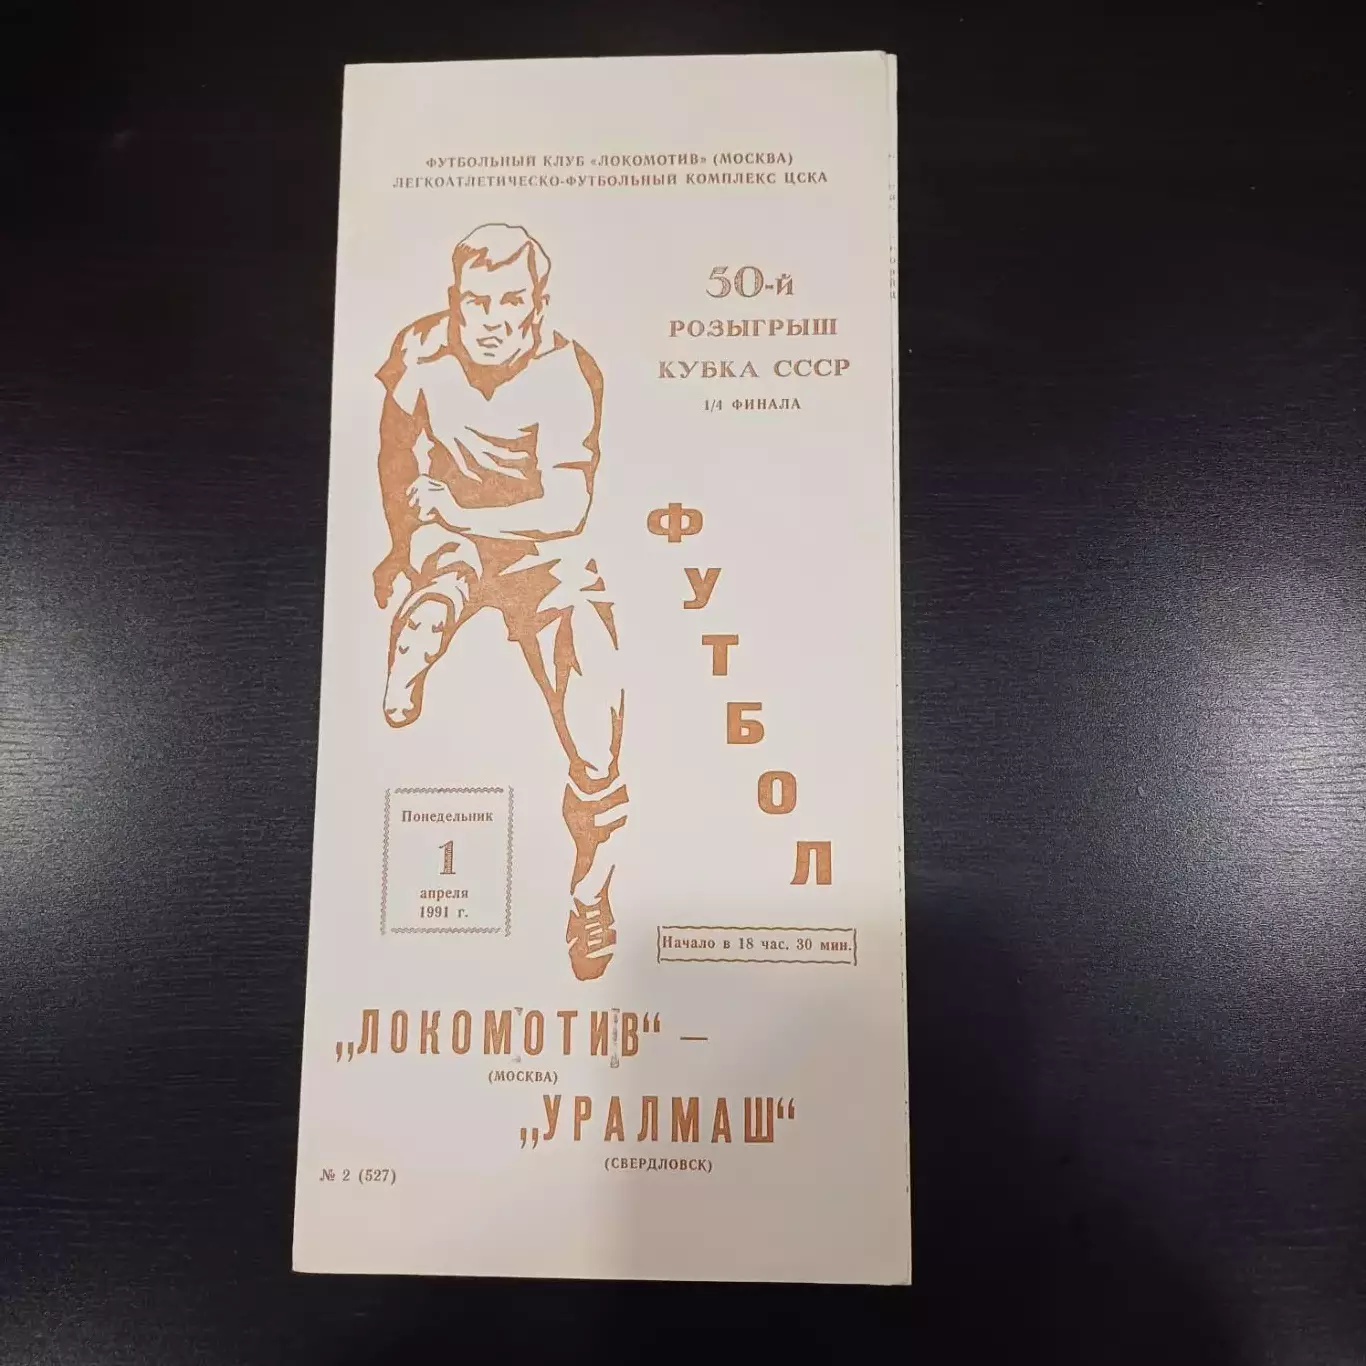 ФУТБОЛЬНЫЙ КЛУБ «ЛОКОМОТИВ» (МОСКВА)
ЛЕГКОАТЛЕТИЧЕСКО-ФУТБОЛЬНЫЙ КОМПЛЕКС ЦСКА
50-й
РОЗЫГРЫШ
КУБКА СССР
1/4 ФИНАЛА
ФУТБОЛ
Понедельник
1
апреля
1991 г.
Начало в 18 час. 30 мин.
„ЛОКОМОТИВ“ –
(МОСКВА)
„УРАЛМАШ“
(СВЕРДЛОВСК)
№ 2 (527)